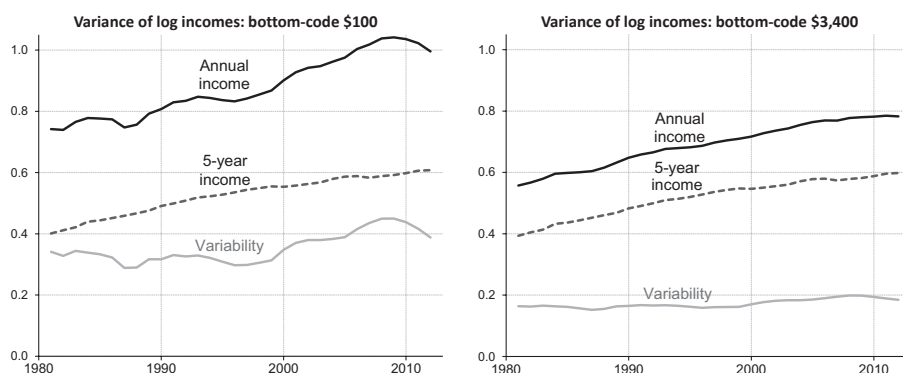 Variance of log incomes: bottom-code $100
1.0
0.8
0.6
0.4
0.2
0.0
1980
1990
2000
2010
Annual
income
5-year
income
Variability
Variance of log incomes: bottom-code $3,400
1.0
0.8
0.6
0.4
0.2
0.0
1980
1990
2000
2010
Annual
income
5-year
income
Variability